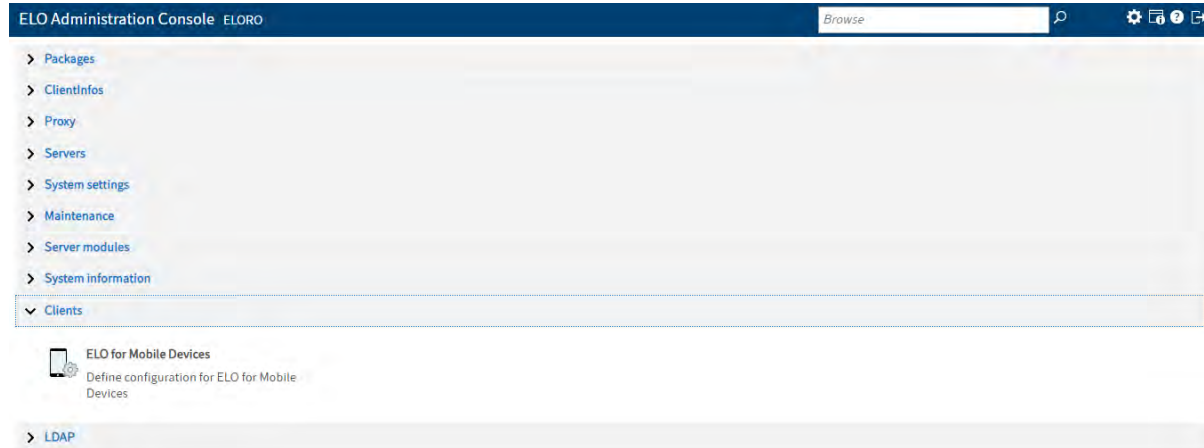 ELO Administration Console ELORO
Browse
Packages
ClientInfos
Proxy
Servers
System settings
Maintenance
Server modules
System information
Clients
ELO for Mobile Devices
Define configuration for ELO for Mobile
Devices
LDAP